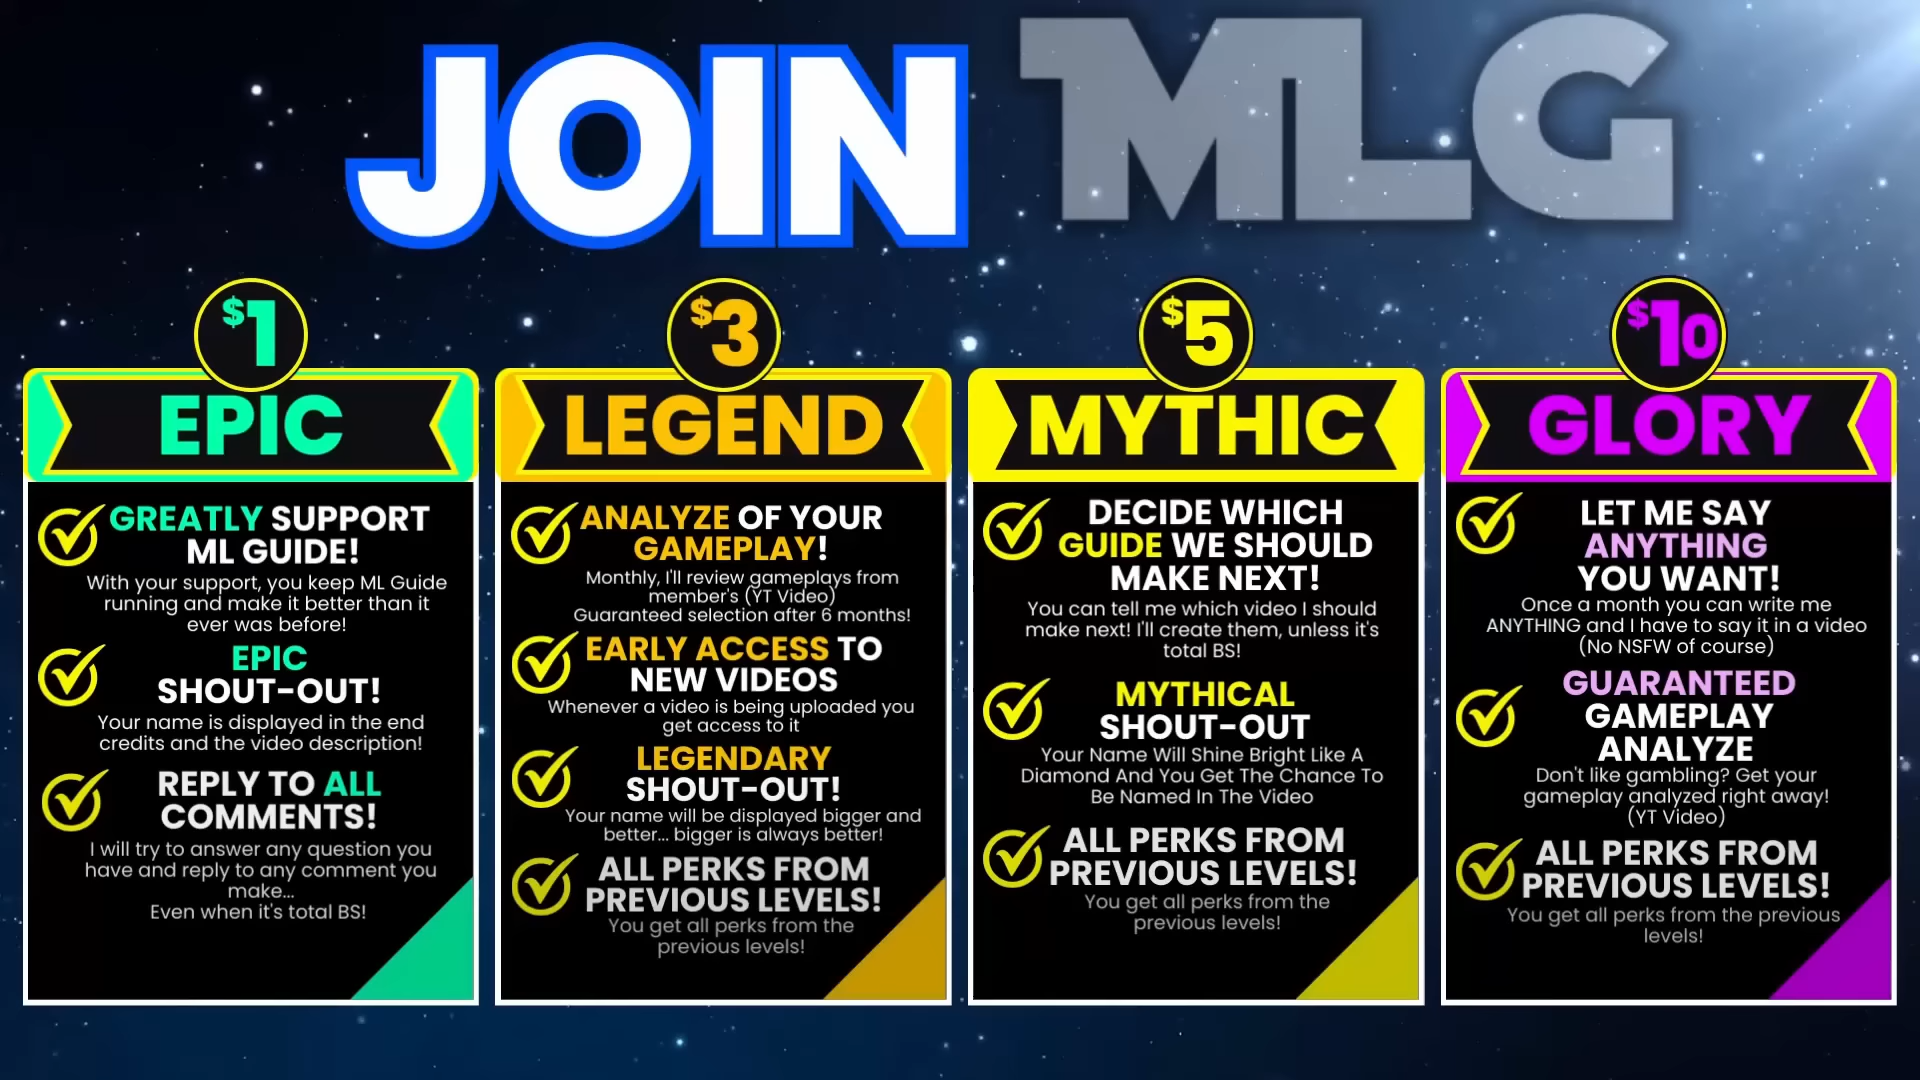 JOIN MLG
$1
EPIC
GREATLY SUPPORT
ML GUIDE!
With your support, you keep ML Guide
running and make it better than it
ever was before!
EPIC
SHOUT-OUT!
Your name is displayed in the end
credits and the video description!
REPLY TO ALL
COMMENTS!
I will try to answer any question you
have and reply to any comment you
make...
Even when it's total BS!
$3
LEGEND
ANALYZE OF YOUR
GAMEPLAY!
Monthly, I'll review gameplays from
member's (YT Video)
Guaranteed selection after 6 months!
EARLY ACCESS TO
NEW VIDEOS
Whenever a video is being uploaded you
get access to it
LEGENDARY
SHOUT-OUT!
Your name will be displayed bigger and
better... bigger is always better!
ALL PERKS FROM
PREVIOUS LEVELS!
You get all perks from the
previous levels!
$5
MYTHIC
DECIDE WHICH
GUIDE WE SHOULD
MAKE NEXT!
You can tell me which video I should
make next! I'll create them, unless it's
total BS!
MYTHICAL
SHOUT-OUT
Your Name Will Shine Bright Like A
Diamond And You Get The Chance To
Be Named In The Video
ALL PERKS FROM
PREVIOUS LEVELS!
You get all perks from the
previous levels!
$10
GLORY
LET ME SAY
ANYTHING
YOU WANT!
Once a month you can write me
ANYTHING and I have to say it in a video
(No NSFW of course)
GUARANTEED
GAMEPLAY
ANALYZE
Don't like gambling? Get your
gameplay analyzed right away!
(YT Video)
ALL PERKS FROM
PREVIOUS LEVELS!
You get all perks from the previous
levels!